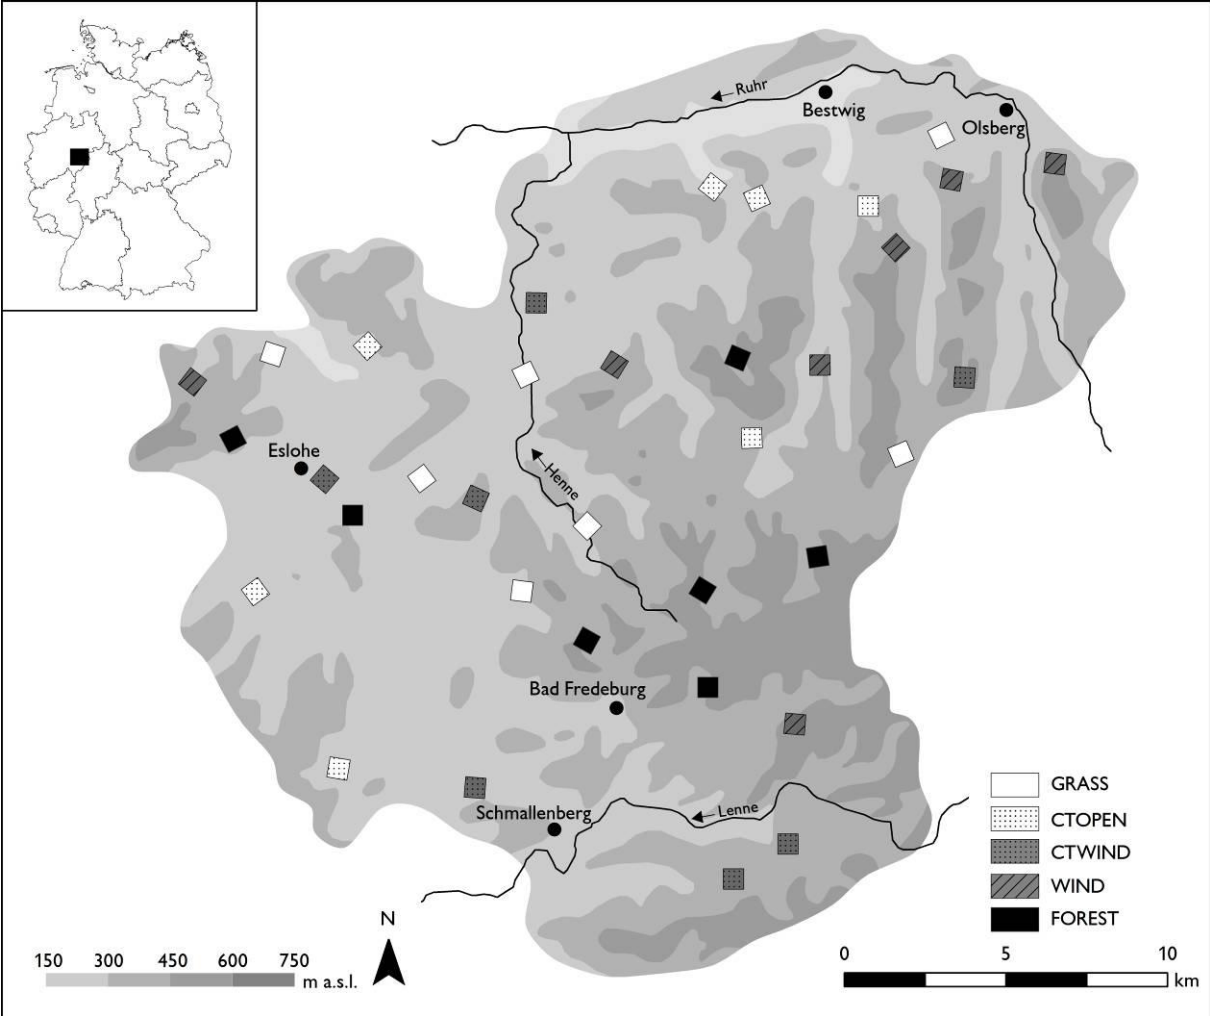 Ruhr
Bestwig
Olsberg
Eslohe
Henne
Bad Fredeburg
Schmallenberg
Lenne
GRASS
CTOPEN
CTWIND
WIND
FOREST
N
150 300 450 600 750
m a.s.l.
0 5 10
km